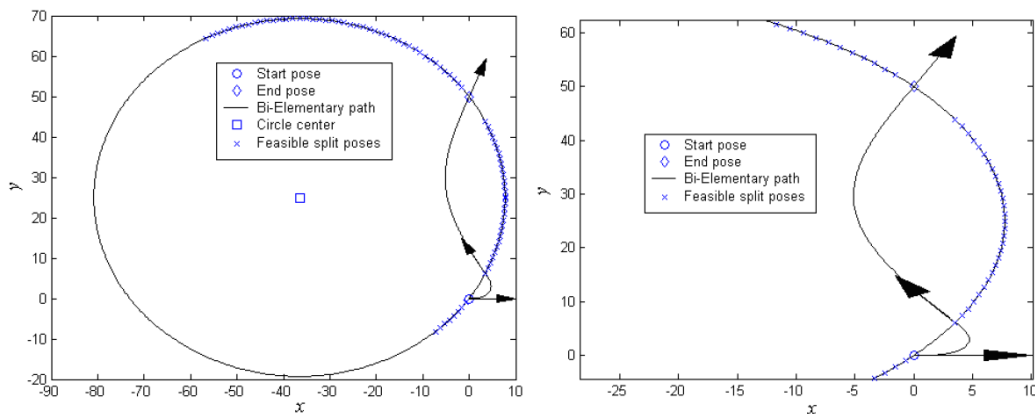 70
60
50
40
30
20
10
0
-10
-20
y
-90 -80 -70 -60 -50 -40 -30 -20 -10 0 10
x
Start pose
End pose
Bi-Elementary path
Circle center
Feasible split poses
60
50
40
30
20
10
0
y
-25 -20 -15 -10 -5 0 5 10
x
Start pose
End pose
Bi-Elementary path
Feasible split poses